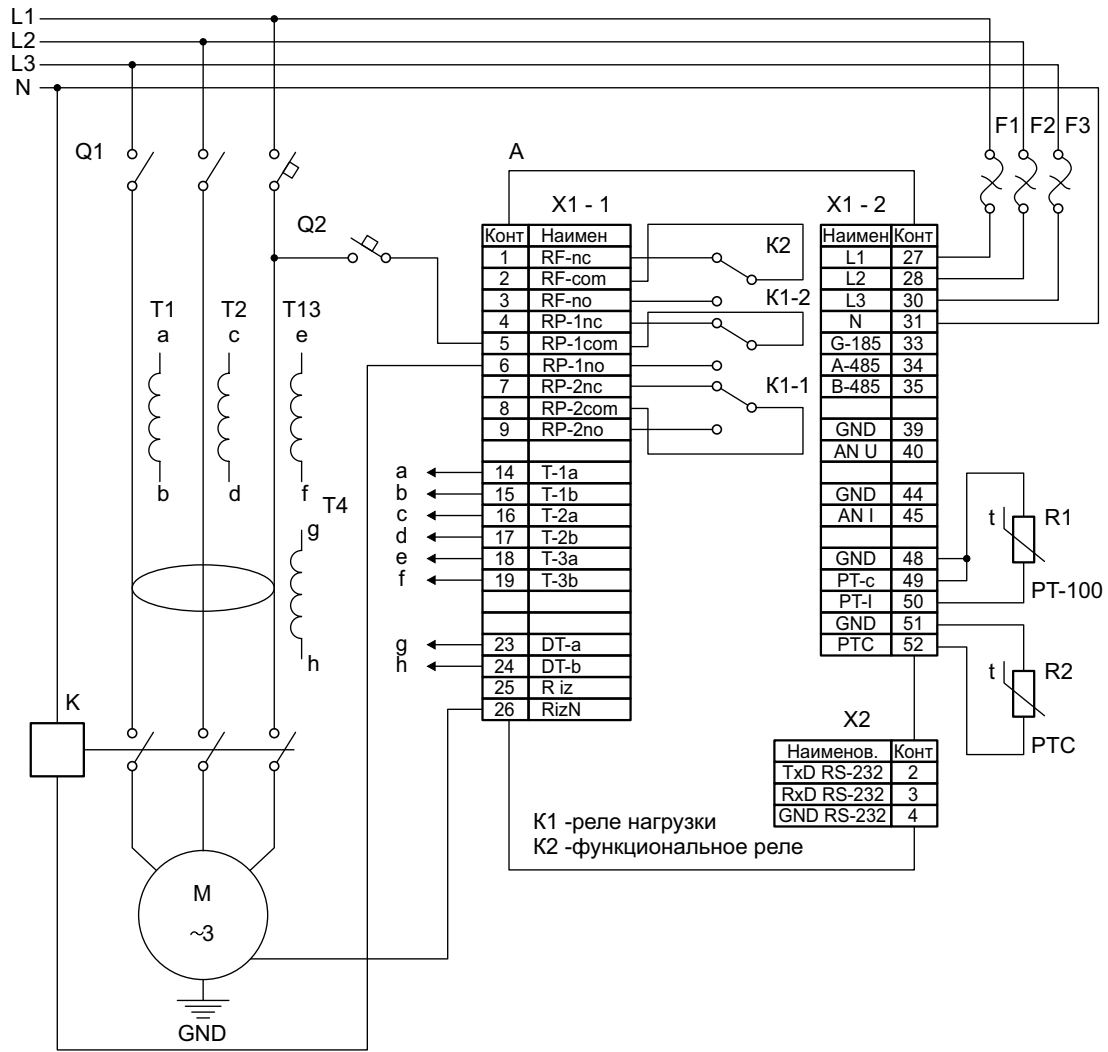 L1
L2
L3
N
Q1
Q2
F1 F2 F3
A
X1 - 1
Конт Наимен
1 RF-nc
2 RF-com
3 RF-no
4 RP-1nc
5 RP-1com
6 RP-1no
7 RP-2nc
8 RP-2com
9 RP-2no
14 T-1a
15 T-1b
16 T-2a
17 T-2b
18 T-3a
19 T-3b
23 DT-a
24 DT-b
25 R iz
26 RizN
К2
К1-2
К1-1
X1 - 2
Наимен Конт
L1 27
L2 28
L3 30
N 31
G-185 33
A-485 34
B-485 35
GND 39
AN U 40
GND 44
AN I 45
GND 48
PT-c 49
PT-I 50
GND 51
PTC 52
T1
a
b
T2
c
d
T13
e
f
T4
g
h
a
b
c
d
e
f
g
h
t R1
PT-100
t R2
PTC
X2
Наименов. Конт
TxD RS-232 2
RxD RS-232 3
GND RS-232 4
К1 -реле нагрузки
К2 -функциональное реле
K
M
~3
GND